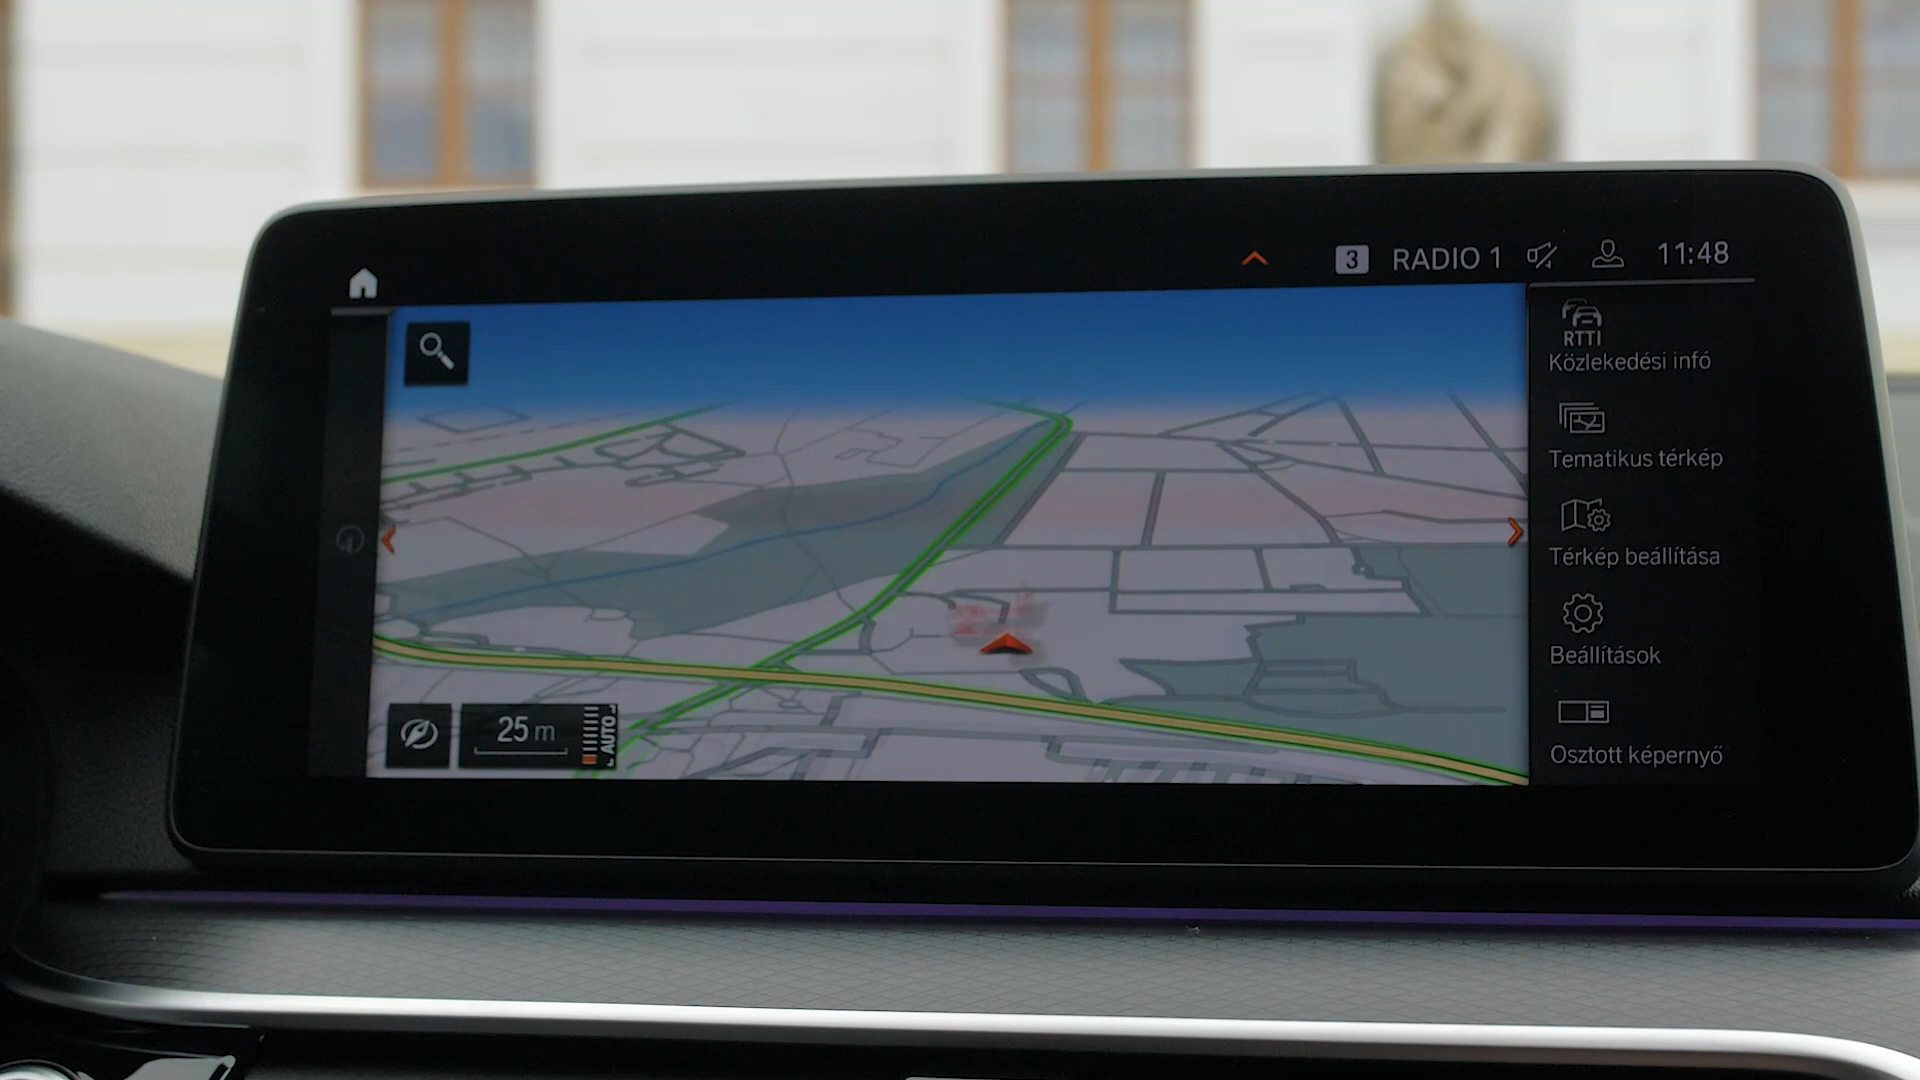 3 RADIO 1 11:48
RTTI
Közlekedési infó
Tematikus térkép
Térkép beállítása
Beállítások
Osztott képernyő
25 m
AUTO